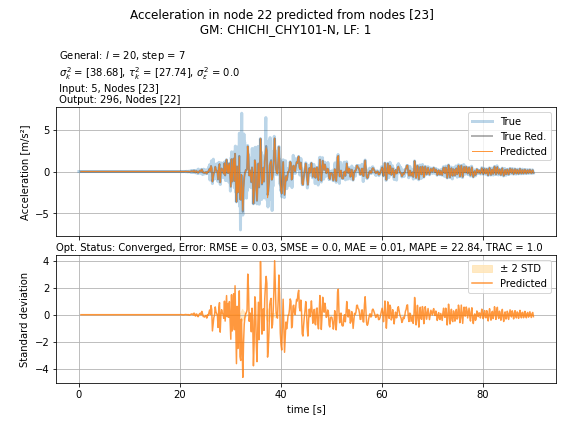 Acceleration in node 22 predicted from nodes [23]
GM: CHICHI_CHY101-N, LF: 1
General: l = 20, step = 7
σ²ₖ = [38.68], τ²ₖ = [27.74], σ²_ε = 0.0
Input: 5, Nodes [23]
Output: 296, Nodes [22]
Acceleration [m/s²]
5
0
−5
True
True Red.
Predicted
Opt. Status: Converged, Error: RMSE = 0.03, SMSE = 0.0, MAE = 0.01, MAPE = 22.84, TRAC = 1.0
Standard deviation
4
2
0
−2
−4
± 2 STD
Predicted
0 20 40 60 80
time [s]